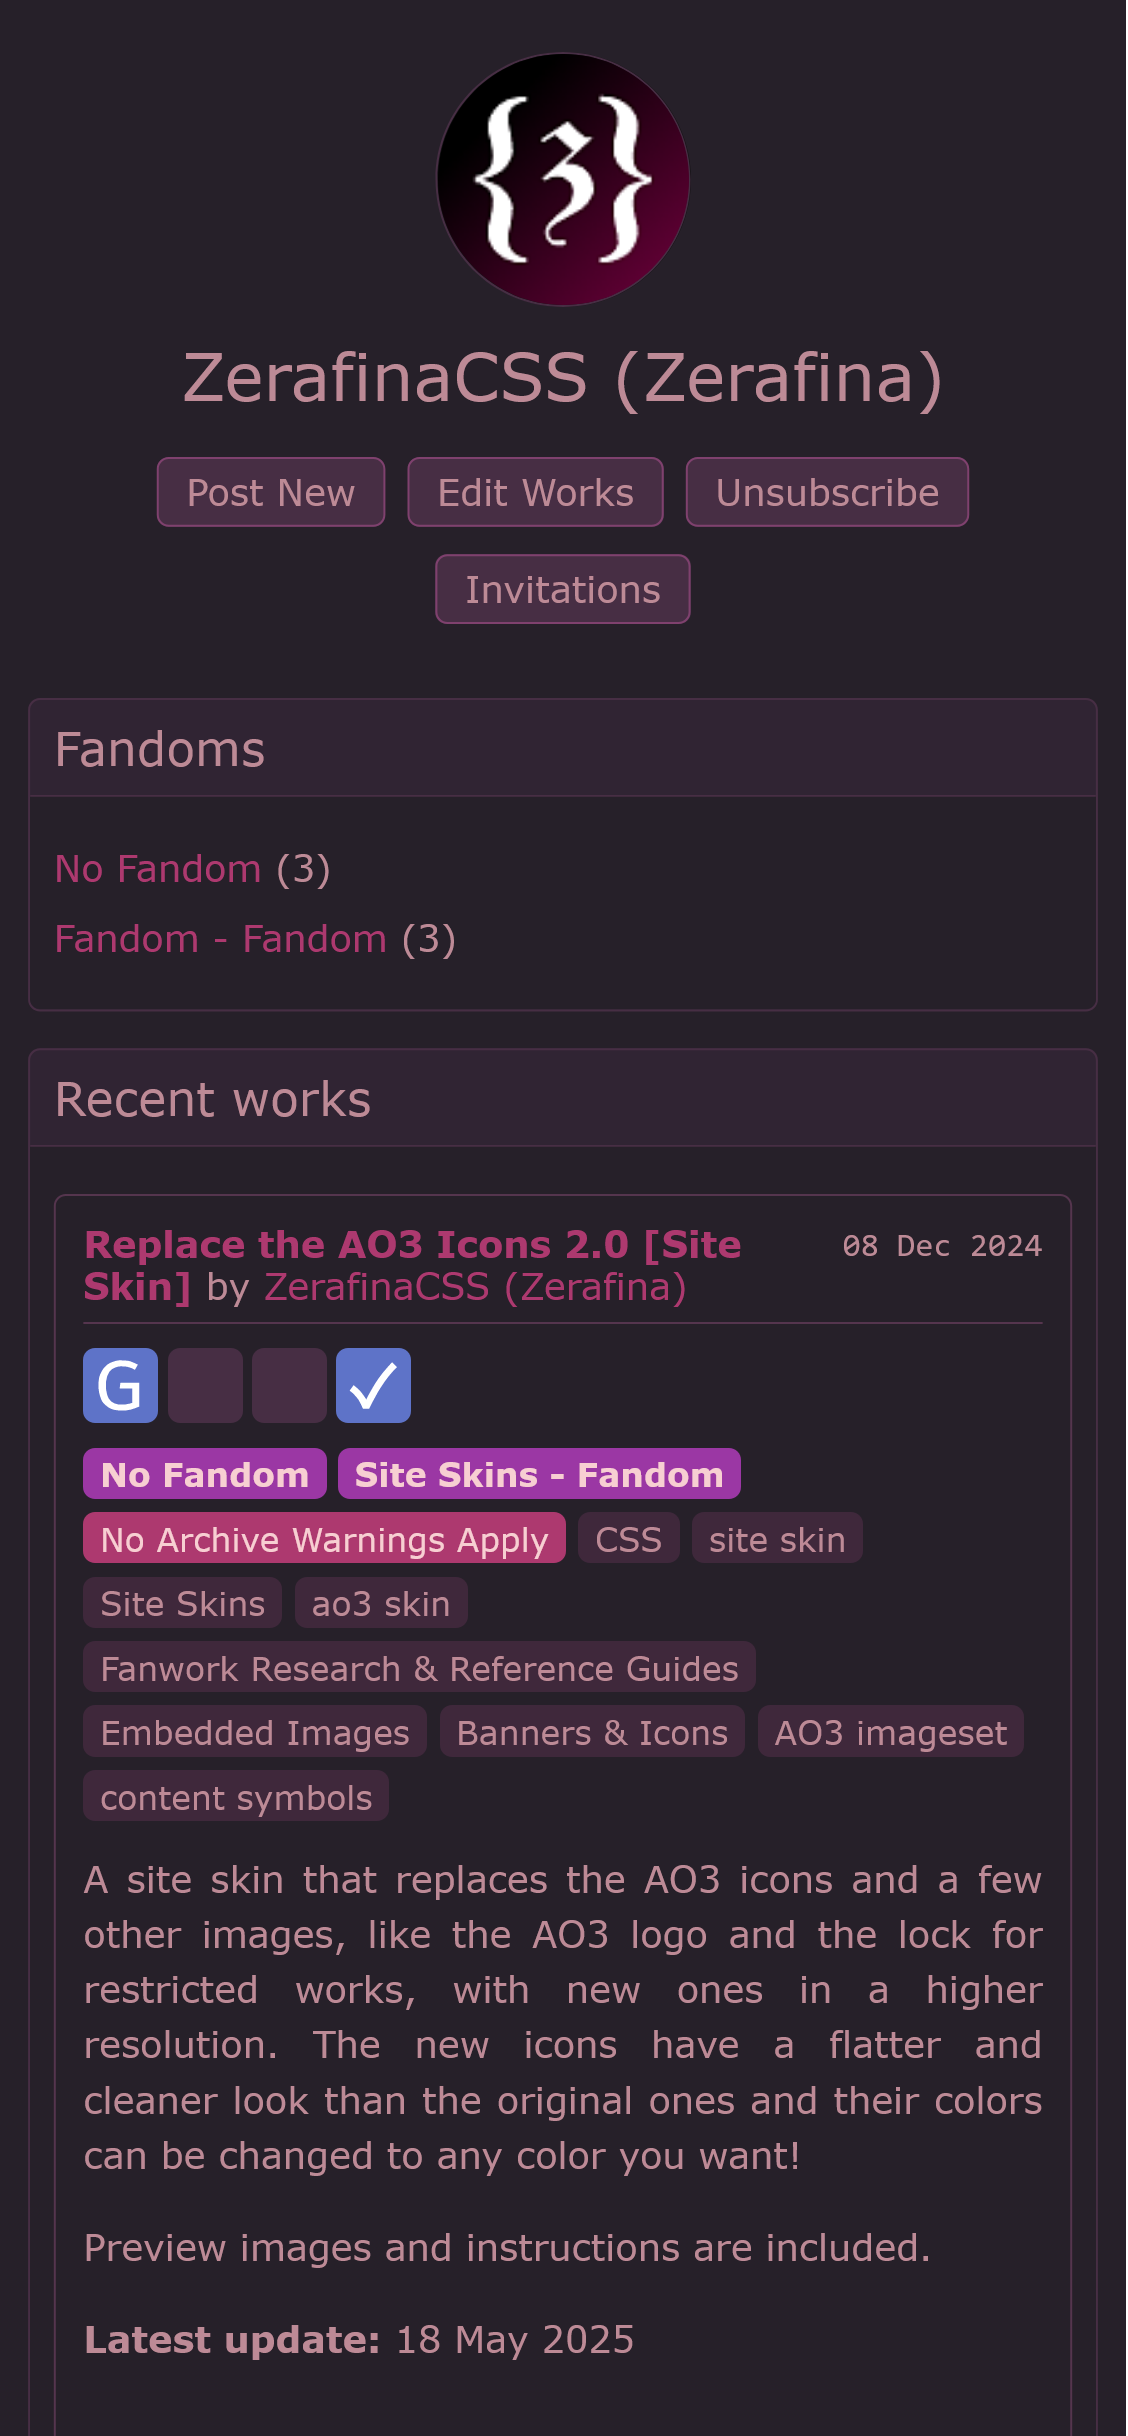 {3}
ZerafinaCSS (Zerafina)
Post New Edit Works Unsubscribe
Invitations
Fandoms
No Fandom (3)
Fandom - Fandom (3)
Recent works
Replace the AO3 Icons 2.0 [Site 08 Dec 2024
Skin] by ZerafinaCSS (Zerafina)
G ✓
No Fandom Site Skins - Fandom
No Archive Warnings Apply CSS site skin
Site Skins ao3 skin
Fanwork Research & Reference Guides
Embedded Images Banners & Icons AO3 imageset
content symbols
A site skin that replaces the AO3 icons and a few
other images, like the AO3 logo and the lock for
restricted works, with new ones in a higher
resolution. The new icons have a flatter and
cleaner look than the original ones and their colors
can be changed to any color you want!
Preview images and instructions are included.
Latest update: 18 May 2025